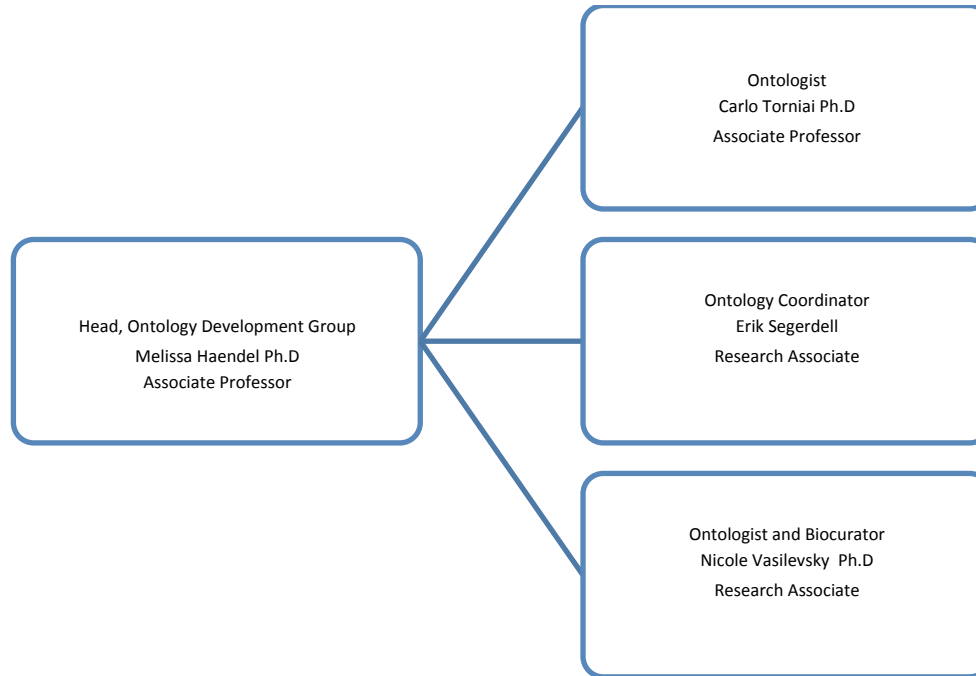 Ontologist
Carlo Torniai Ph.D
Associate Professor
Head, Ontology Development Group
Melissa Haendel Ph.D
Associate Professor
Ontology Coordinator
Erik Segerdell
Research Associate
Ontologist and Biocurator
Nicole Vasilevsky  Ph.D
Research Associate